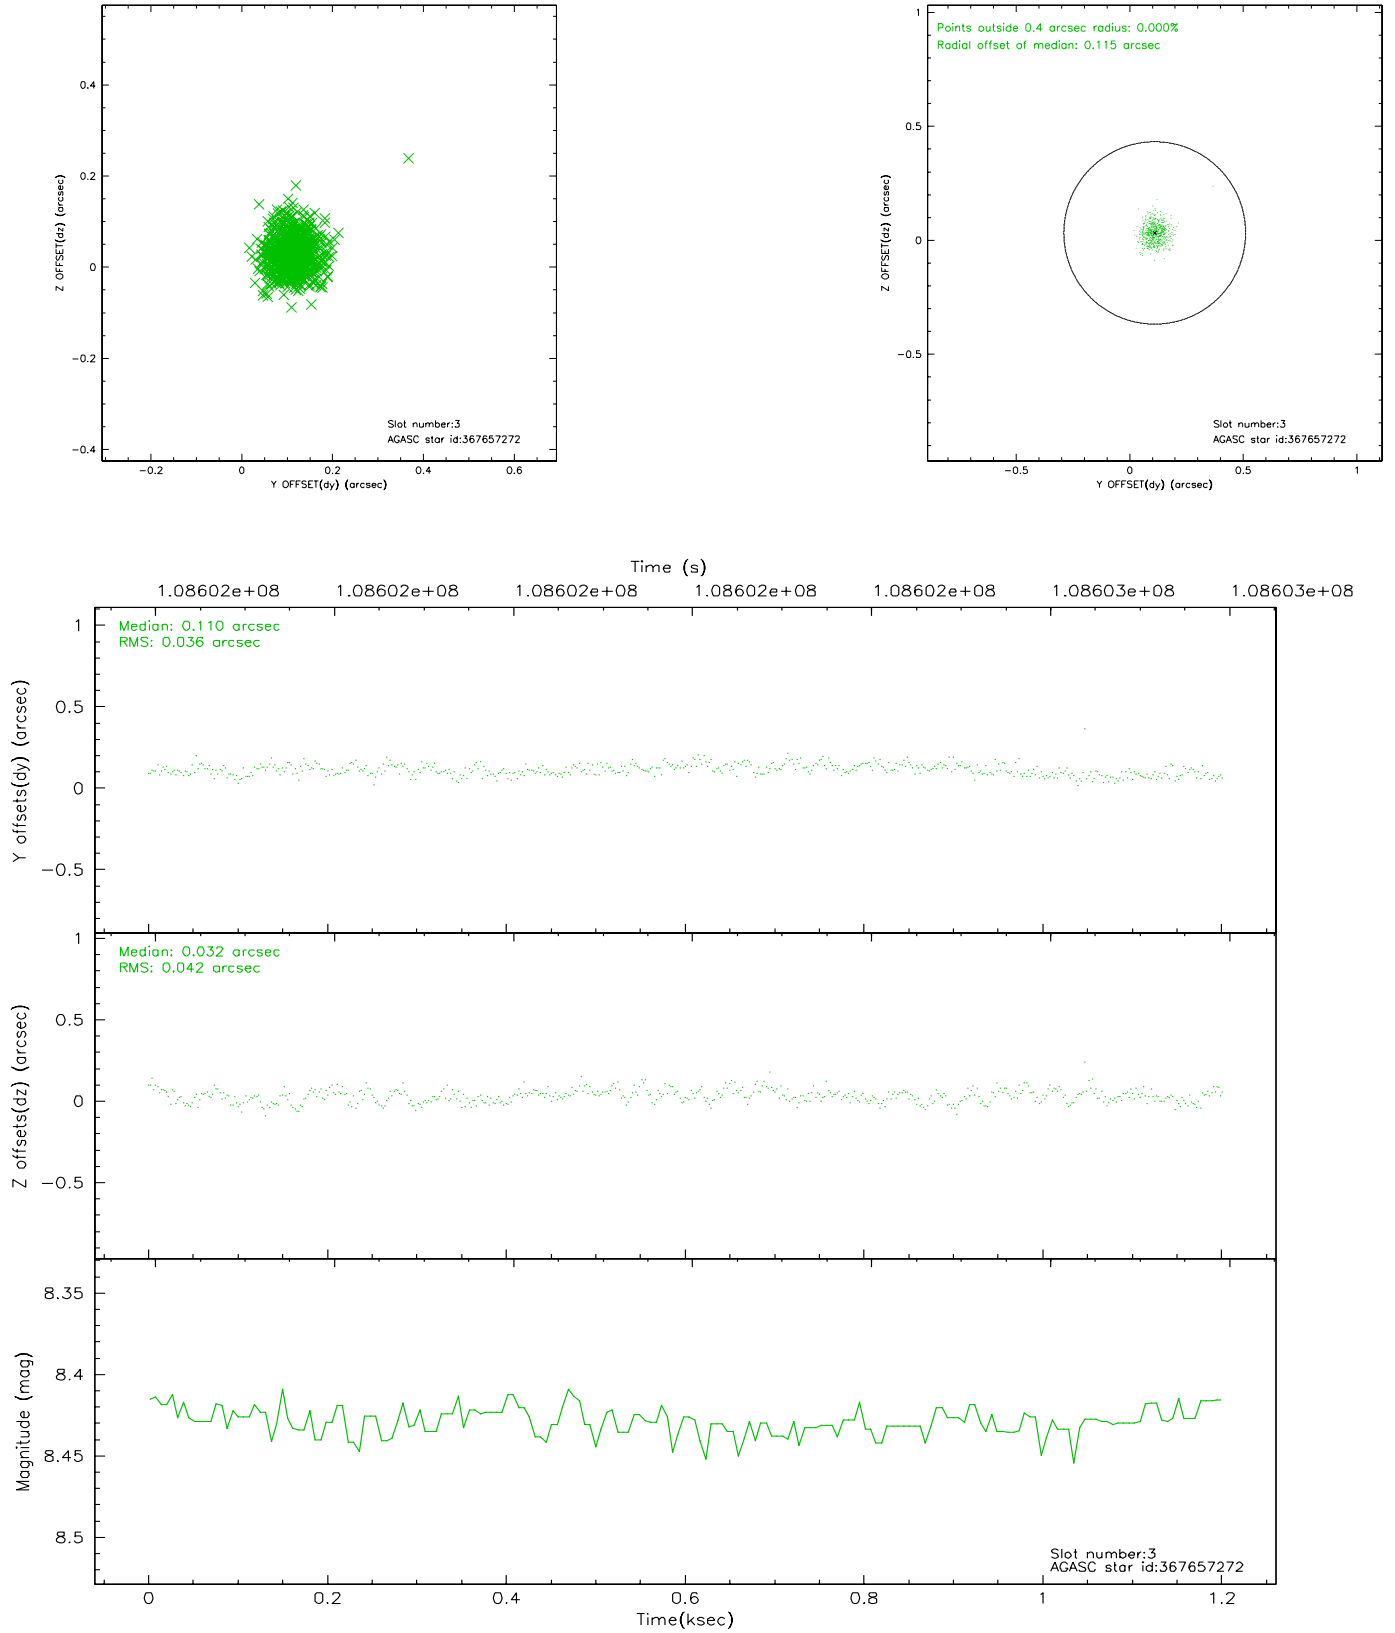 0.4
0.2
0
−0.2
−0.4
Z OFFSET(dz) (arcsec)
Slot number:3
AGASC star id:367657272
−0.2 0 0.2 0.4 0.6
Y OFFSET(dy) (arcsec)
Points outside 0.4 arcsec radius: 0.000%
Radial offset of median: 0.115 arcsec
1
0.5
0
−0.5
Z OFFSET(dz) (arcsec)
Slot number:3
AGASC star id:367657272
−0.5 0 0.5 1
Y OFFSET(dy) (arcsec)
Time (s)
1.08602e+08 1.08602e+08 1.08602e+08 1.08602e+08 1.08602e+08 1.08603e+08 1.08603e+08
Median: 0.110 arcsec
RMS: 0.036 arcsec
1
0.5
0
−0.5
Y offsets(dy) (arcsec)
Median: 0.032 arcsec
RMS: 0.042 arcsec
1
0.5
0
−0.5
Z offsets(dz) (arcsec)
8.35
8.4
8.45
8.5
Magnitude (mag)
Slot number:3
AGASC star id:367657272
0 0.2 0.4 0.6 0.8 1 1.2
Time(ksec)